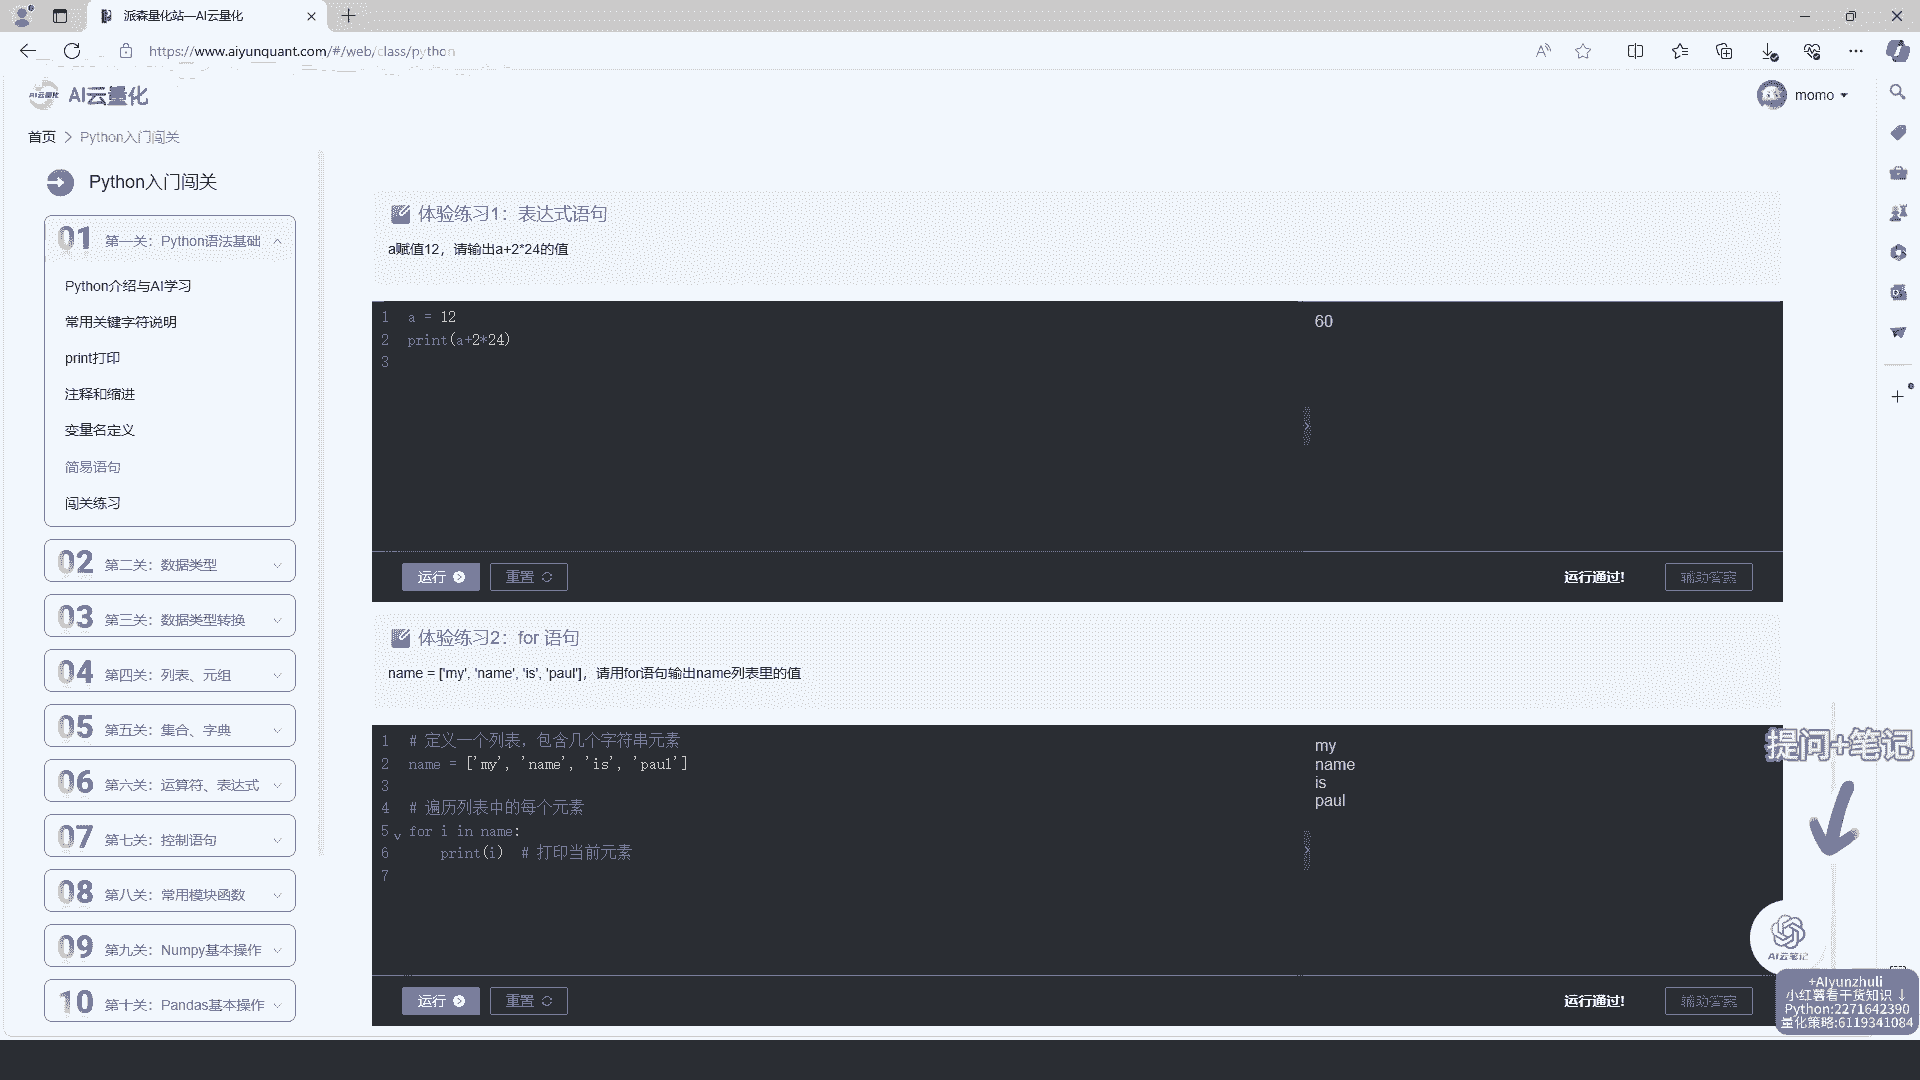 派森量化站—AI云量化
https://www.aiyunquant.com/#/web/class/python
AI云量化
AI云量化
momo
首页 > Python入门闯关
Python入门闯关
01 第一关：Python语法基础
Python介绍与AI学习
常用关键字符说明
print打印
注释和缩进
变量名定义
简易语句
闯关练习
02 第二关：数据类型
03 第三关：数据类型转换
04 第四关：列表、元组
05 第五关：集合、字典
06 第六关：运算符、表达式
07 第七关：控制语句
08 第八关：常用模块函数
09 第九关：Numpy基本操作
10 第十关：Pandas基本操作
体验练习1：表达式语句
a赋值12，请输出a+2*24的值
1 a = 12
2 print(a+2*24)
3
60
运行
重置
运行通过!
辅助答案
体验练习2：for 语句
name = ['my', 'name', 'is', 'paul']，请用for语句输出name列表里的值
1 # 定义一个列表，包含几个字符串元素
2 name = ['my', 'name', 'is', 'paul']
3
4 # 遍历列表中的每个元素
5 for i in name:
6 print(i) # 打印当前元素
7
my
name
is
paul
运行
重置
运行通过!
辅助答案
提问+笔记
AI云笔记
+AIyunzhuli
小红薯看干货知识 ↓
Python:2271642390
量化策略:6119341084